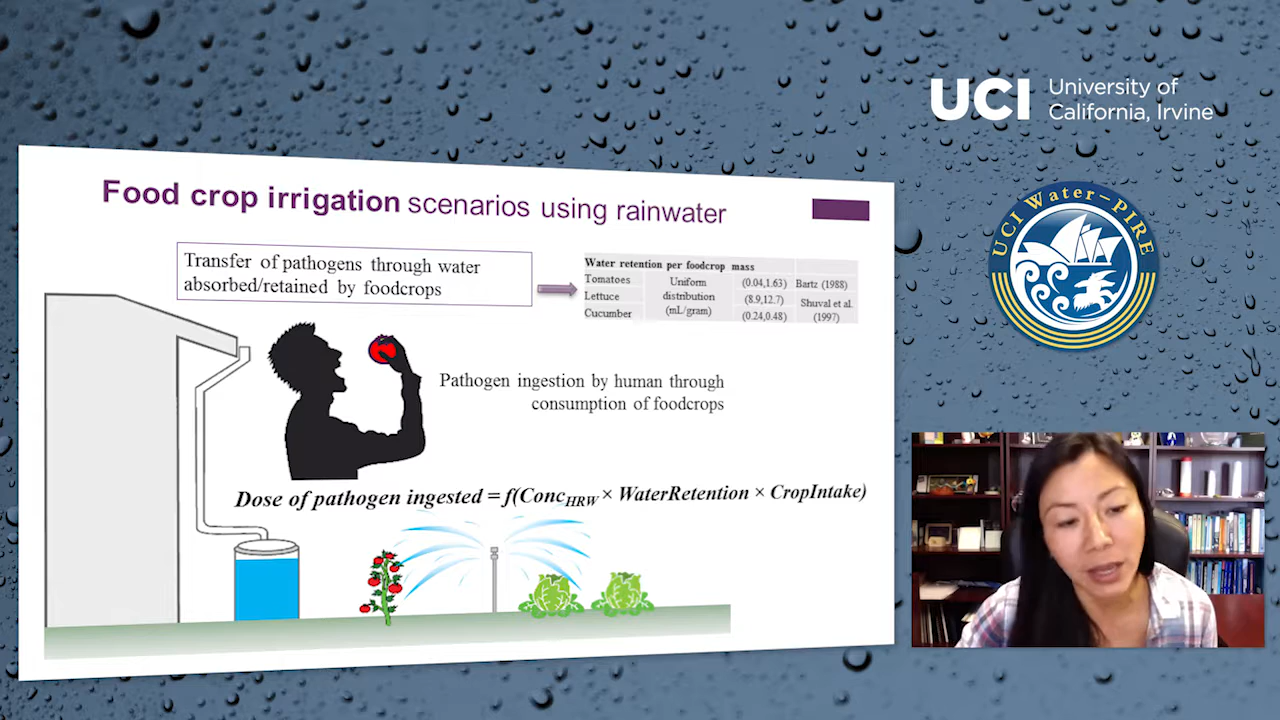 UCI University of
California, Irvine
UCI Water-PIRE
Food crop irrigation scenarios using rainwater
Transfer of pathogens through water
absorbed/retained by foodcrops
Water retention per foodcrop mass
Tomatoes Uniform (0.04,1.63) Bartz (1988)
Lettuce distribution (8.9,12.7) Shuval et al.
Cucumber (mL/gram) (0.24,0.48) (1997)
Pathogen ingestion by human through
consumption of foodcrops
Dose of pathogen ingested = f(ConcHRW × WaterRetention × CropIntake)